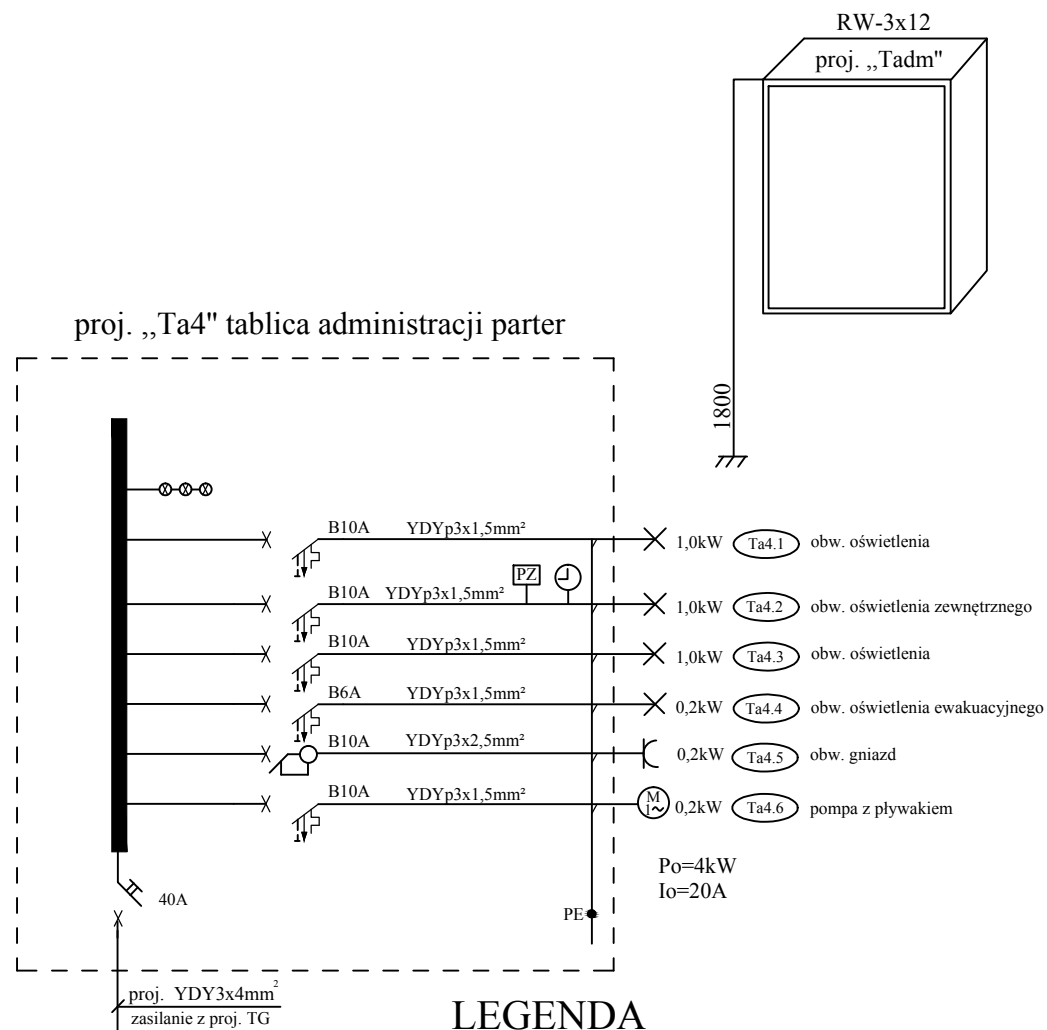 RW-3x12
proj. ,,Tadm"
1800
proj. ,,Ta4" tablica administracji parter
B10A YDYp3x1,5mm² 1,0kW Ta4.1 obw. oświetlenia
PZ
B10A YDYp3x1,5mm² 1,0kW Ta4.2 obw. oświetlenia zewnętrznego
B10A YDYp3x1,5mm² 1,0kW Ta4.3 obw. oświetlenia
B6A YDYp3x1,5mm² 0,2kW Ta4.4 obw. oświetlenia ewakuacyjnego
B10A YDYp3x2,5mm² 0,2kW Ta4.5 obw. gniazd
B10A YDYp3x1,5mm² M 1~ 0,2kW Ta4.6 pompa z pływakiem
Po=4kW
Io=20A
40A
PE
proj. YDY3x4mm²
zasilanie z proj. TG
LEGENDA